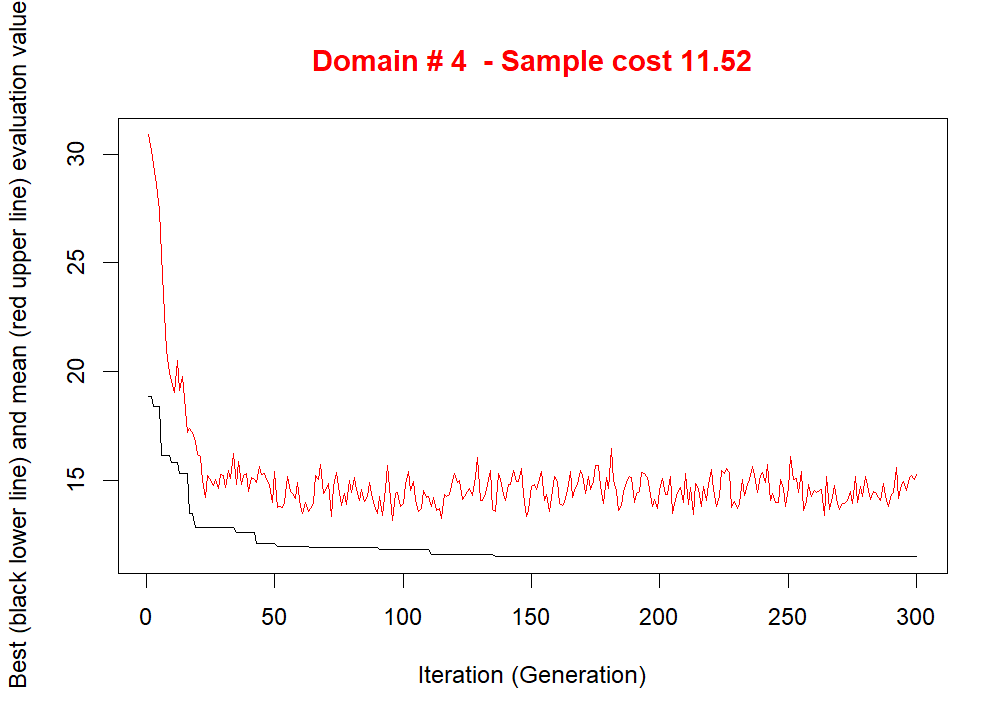 Domain # 4  - Sample cost 11.52
Best (black lower line) and mean (red upper line) evaluation value
30
25
20
15
0 50 100 150 200 250 300
Iteration (Generation)